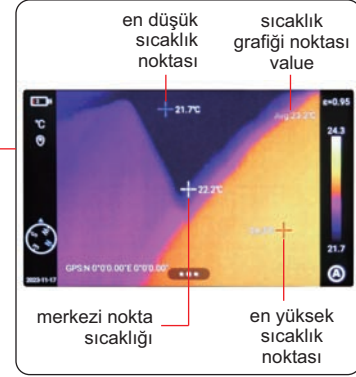 en düşük
sıcaklık
noktası
sıcaklık
grafiği noktası
value
21.7℃
Avg:23.2℃
ε=0.95
℃
24.3
22.2℃
21.7
GPS:N 0°0'0.00"E 0°0'0.00"
2023-11-17
A
merkezi nokta
sıcaklığı
en yüksek
sıcaklık
noktası